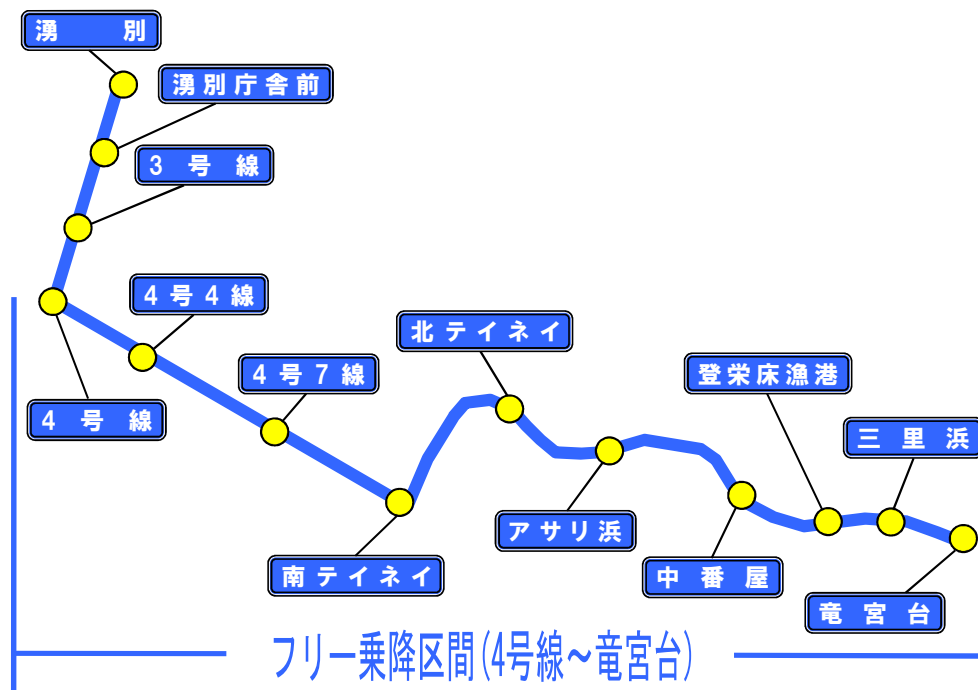 湧別
湧別庁舎前
3号線
4号4線
4号線
4号7線
北テイネイ
南テイネイ
アサリ浜
登栄床漁港
中番屋
三里浜
竜宮台
フリー乗降区間(4号線～竜宮台)